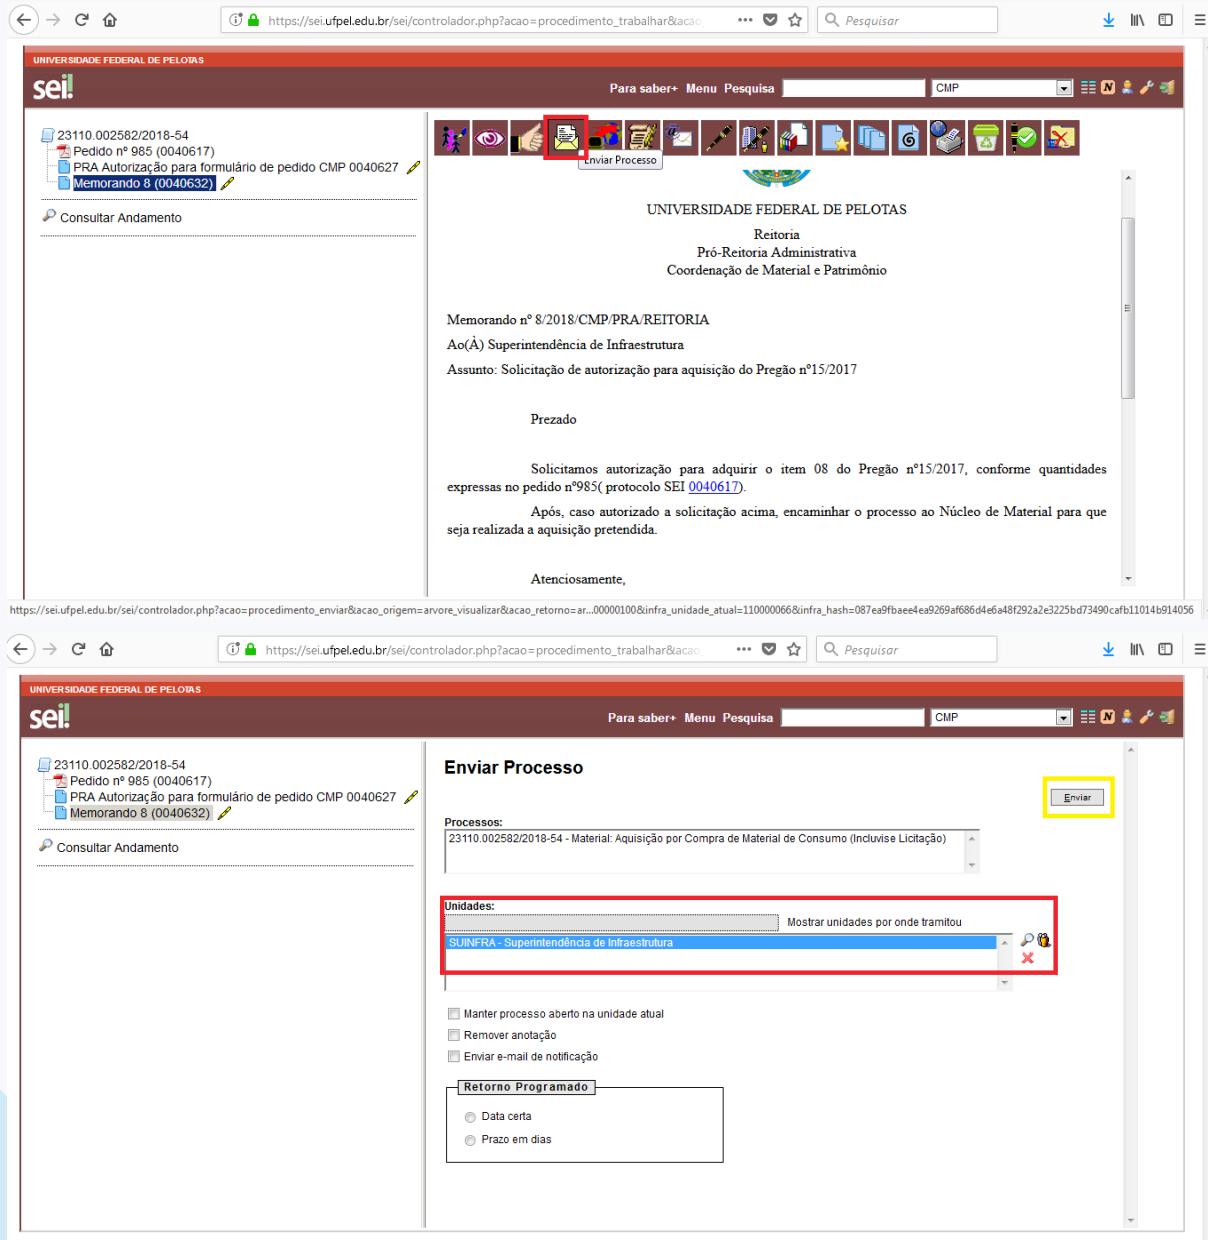 https://sei.ufpel.edu.br/sei/controlador.php?acao=procedimento_trabalhar&acao_
Pesquisar
UNIVERSIDADE FEDERAL DE PELOTAS
sei!
Para saber+ Menu Pesquisa
CMP
N
23110.002582/2018-54
Pedido nº 985 (0040617)
PRA Autorização para formulário de pedido CMP 0040627
Memorando 8 (0040632)
Consultar Andamento
Enviar Processo
UNIVERSIDADE FEDERAL DE PELOTAS
Reitoria
Pró-Reitoria Administrativa
Coordenação de Material e Patrimônio
Memorando nº 8/2018/CMP/PRA/REITORIA
Ao(À) Superintendência de Infraestrutura
Assunto: Solicitação de autorização para aquisição do Pregão nº15/2017
Prezado
Solicitamos autorização para adquirir o item 08 do Pregão nº15/2017, conforme quantidades
expressas no pedido nº985( protocolo SEI 0040617).
Após, caso autorizado a solicitação acima, encaminhar o processo ao Núcleo de Material para que
seja realizada a aquisição pretendida.
Atenciosamente,
https://sei.ufpel.edu.br/sei/controlador.php?acao=procedimento_enviar&acao_origem=arvore_visualizar&acao_retorno=ar...00000100&infra_unidade_atual=110000066&infra_hash=087ea9fbaee4ea9269af686d4e6a48f292a2e3225bd73490cafb11014b914056
https://sei.ufpel.edu.br/sei/controlador.php?acao=procedimento_trabalhar&acao_
Pesquisar
UNIVERSIDADE FEDERAL DE PELOTAS
sei!
Para saber+ Menu Pesquisa
CMP
N
23110.002582/2018-54
Pedido nº 985 (0040617)
PRA Autorização para formulário de pedido CMP 0040627
Memorando 8 (0040632)
Consultar Andamento
Enviar Processo
Enviar
Processos:
23110.002582/2018-54 - Material: Aquisição por Compra de Material de Consumo (Incluvise Licitação)
Unidades:
Mostrar unidades por onde tramitou
SUINFRA - Superintendência de Infraestrutura
Manter processo aberto na unidade atual
Remover anotação
Enviar e-mail de notificação
Retorno Programado
Data certa
Prazo em dias